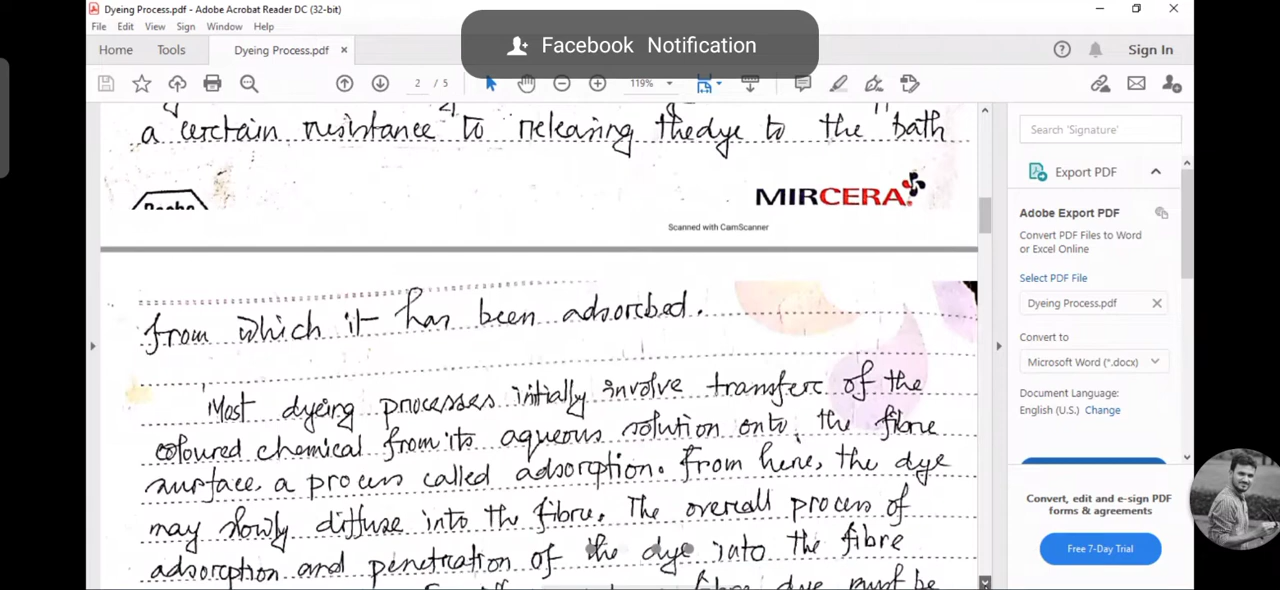 Dyeing Process.pdf - Adobe Acrobat Reader DC (32-bit)
File Edit View Sign Window Help
Facebook Notification
Home Tools Dyeing Process.pdf × Sign In
2 / 5 119%
a certain resistance to releasing the dye to the bath
Roche
MIRCERA
Scanned with CamScanner
from which it has been adsorbed.
Most dyeing processes initially involve transfer of the
coloured chemical from its aqueous solution onto, the fibre
surface a process called adsorption. From here, the dye
may slowly diffuse into the fibre. The overall process of
adsorption and penetration of the dye into the fibre
fibre, dye must be
Search 'Signature'
Export PDF
Adobe Export PDF
Convert PDF Files to Word
or Excel Online
Select PDF File
Dyeing Process.pdf ×
Convert to
Microsoft Word (*.docx)
Document Language:
English (U.S.) Change
Convert, edit and e-sign PDF
forms & agreements
Free 7-Day Trial